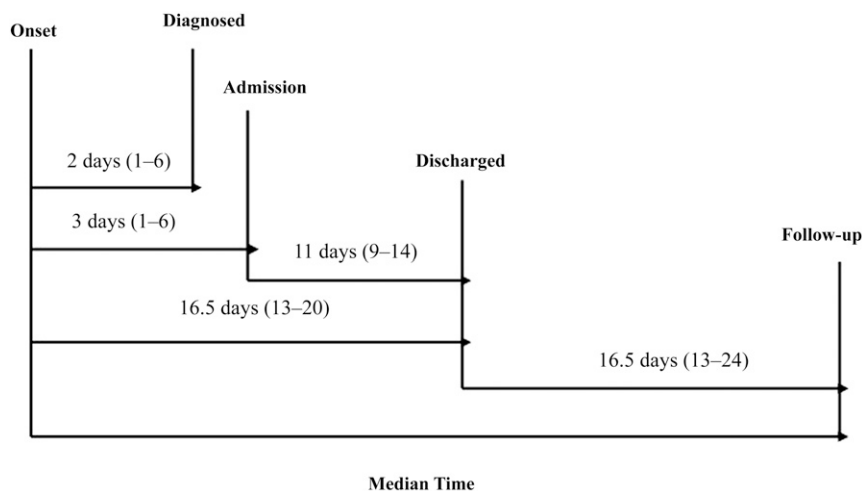 Onset
Diagnosed
Admission
2 days (1–6)
Discharged
3 days (1–6)
Follow-up
11 days (9–14)
16.5 days (13–20)
16.5 days (13–24)
Median Time